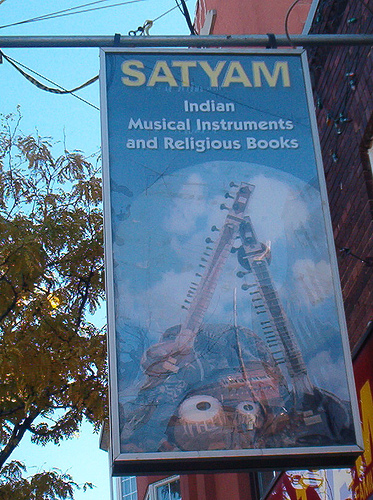 SATYAM
Indian
Musical Instruments
and Religious Books